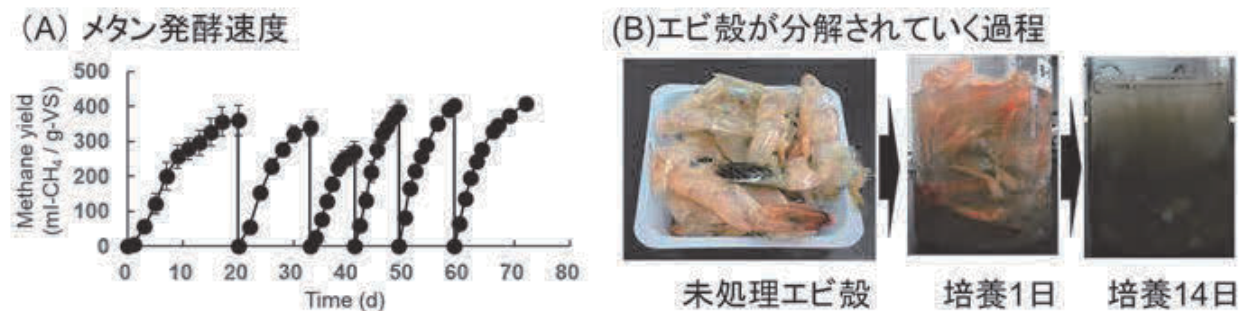 (A) メタン発酵速度
Methane yield
(ml-CH₄ / g-VS)
500
400
300
200
100
0
0 10 20 30 40 50 60 70 80
Time (d)
(B)エビ殻が分解されていく過程
未処理エビ殻
培養1日
培養14日